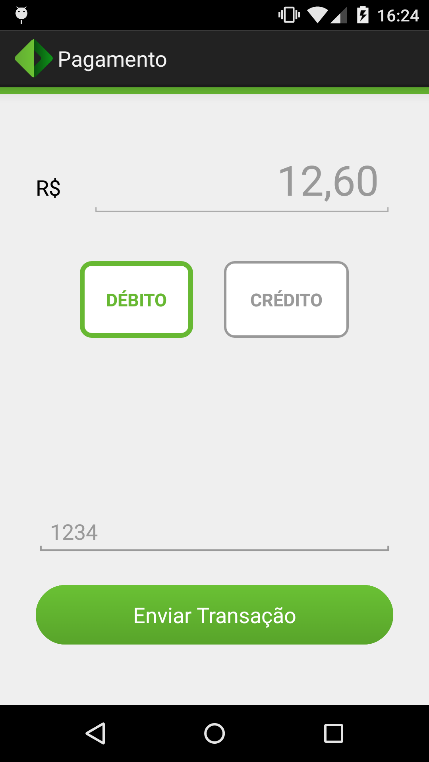 16:24
Pagamento
R$ 12,60
DÉBITO CRÉDITO
1234
Enviar Transação